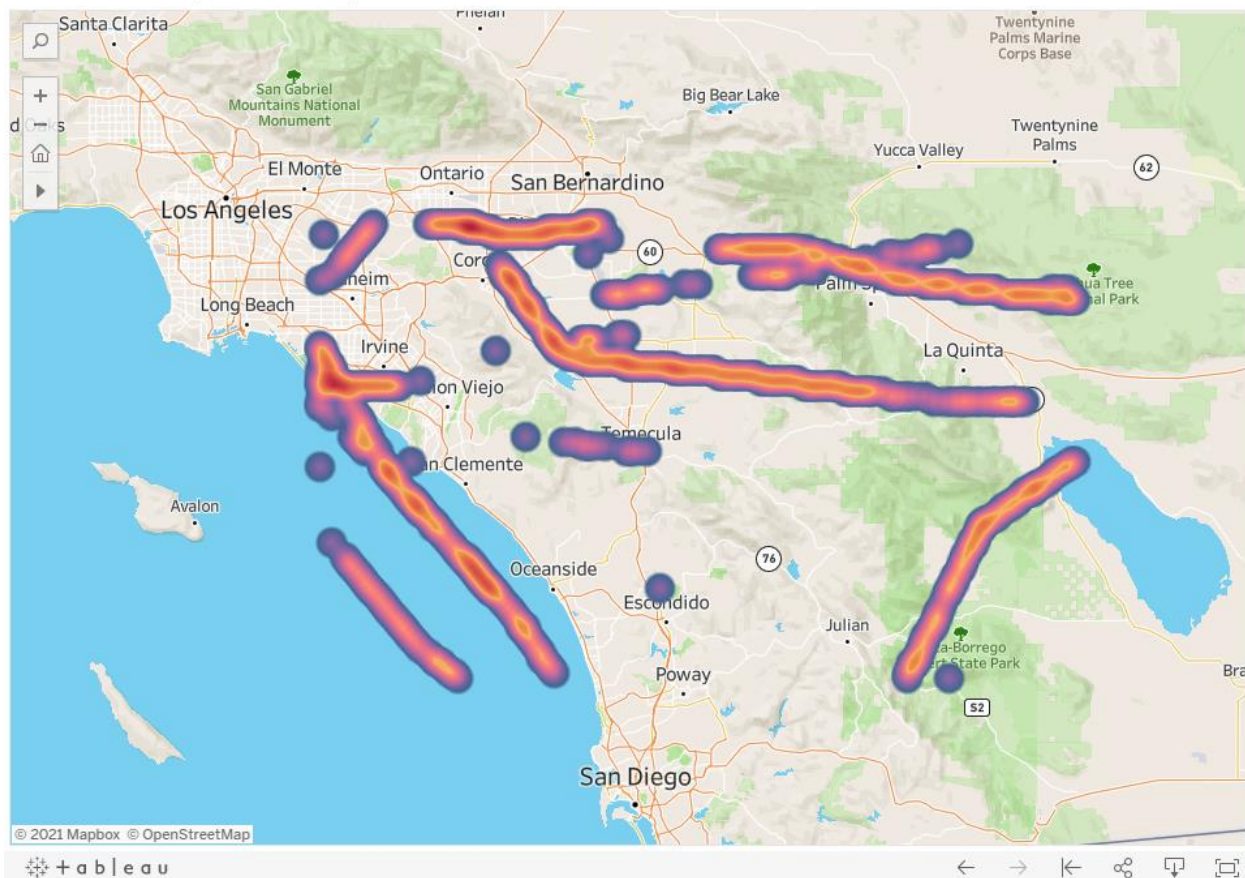 Santa Clarita
Phelan
Twentynine
Palms Marine
Corps Base
San Gabriel
Mountains National
Monument
Big Bear Lake
Twentynine
Palms
Yucca Valley
62
El Monte
Ontario
San Bernardino
Los Angeles
60
Long Beach
Irvine
La Quinta
Temecula
Avalon
76
Oceanside
Escondido
Julian
Poway
S2
San Diego
© 2021 Mapbox © OpenStreetMap
+ a b l e a u